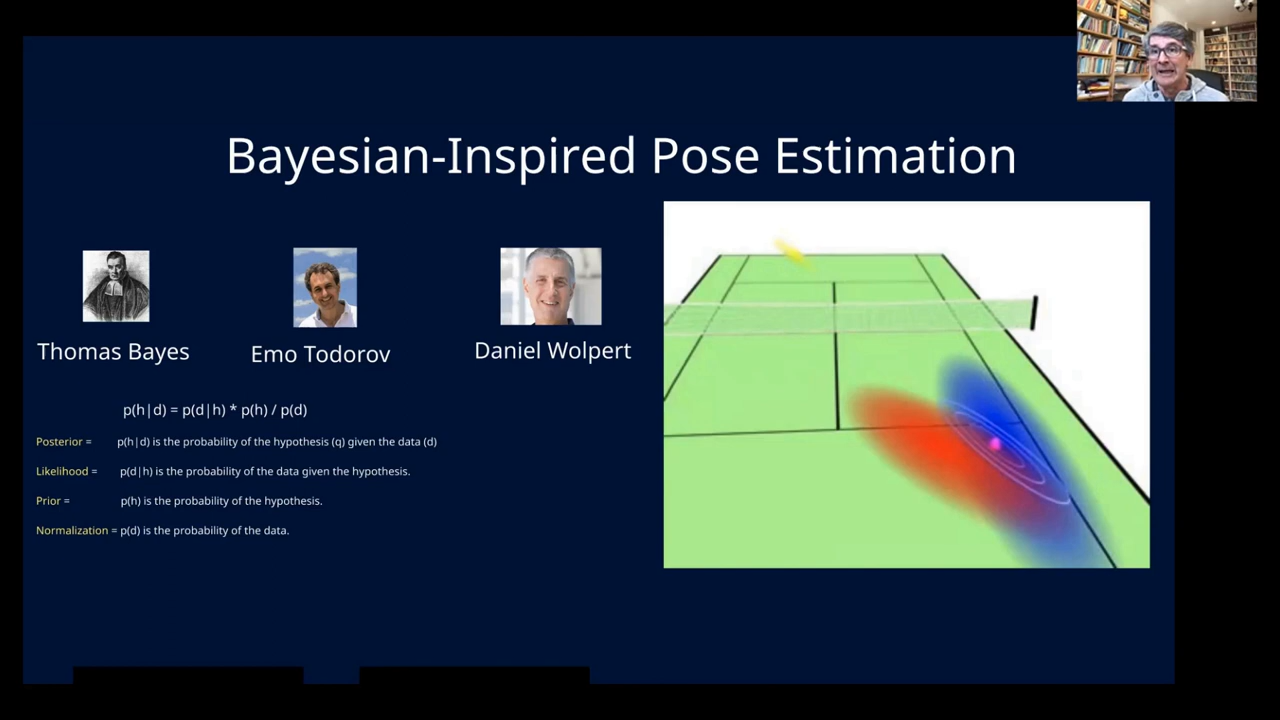 Bayesian-Inspired Pose Estimation
Thomas Bayes
Emo Todorov
Daniel Wolpert
p(h|d) = p(d|h) * p(h) / p(d)
Posterior = p(h|d) is the probability of the hypothesis (q) given the data (d)
Likelihood = p(d|h) is the probability of the data given the hypothesis.
Prior = p(h) is the probability of the hypothesis.
Normalization = p(d) is the probability of the data.